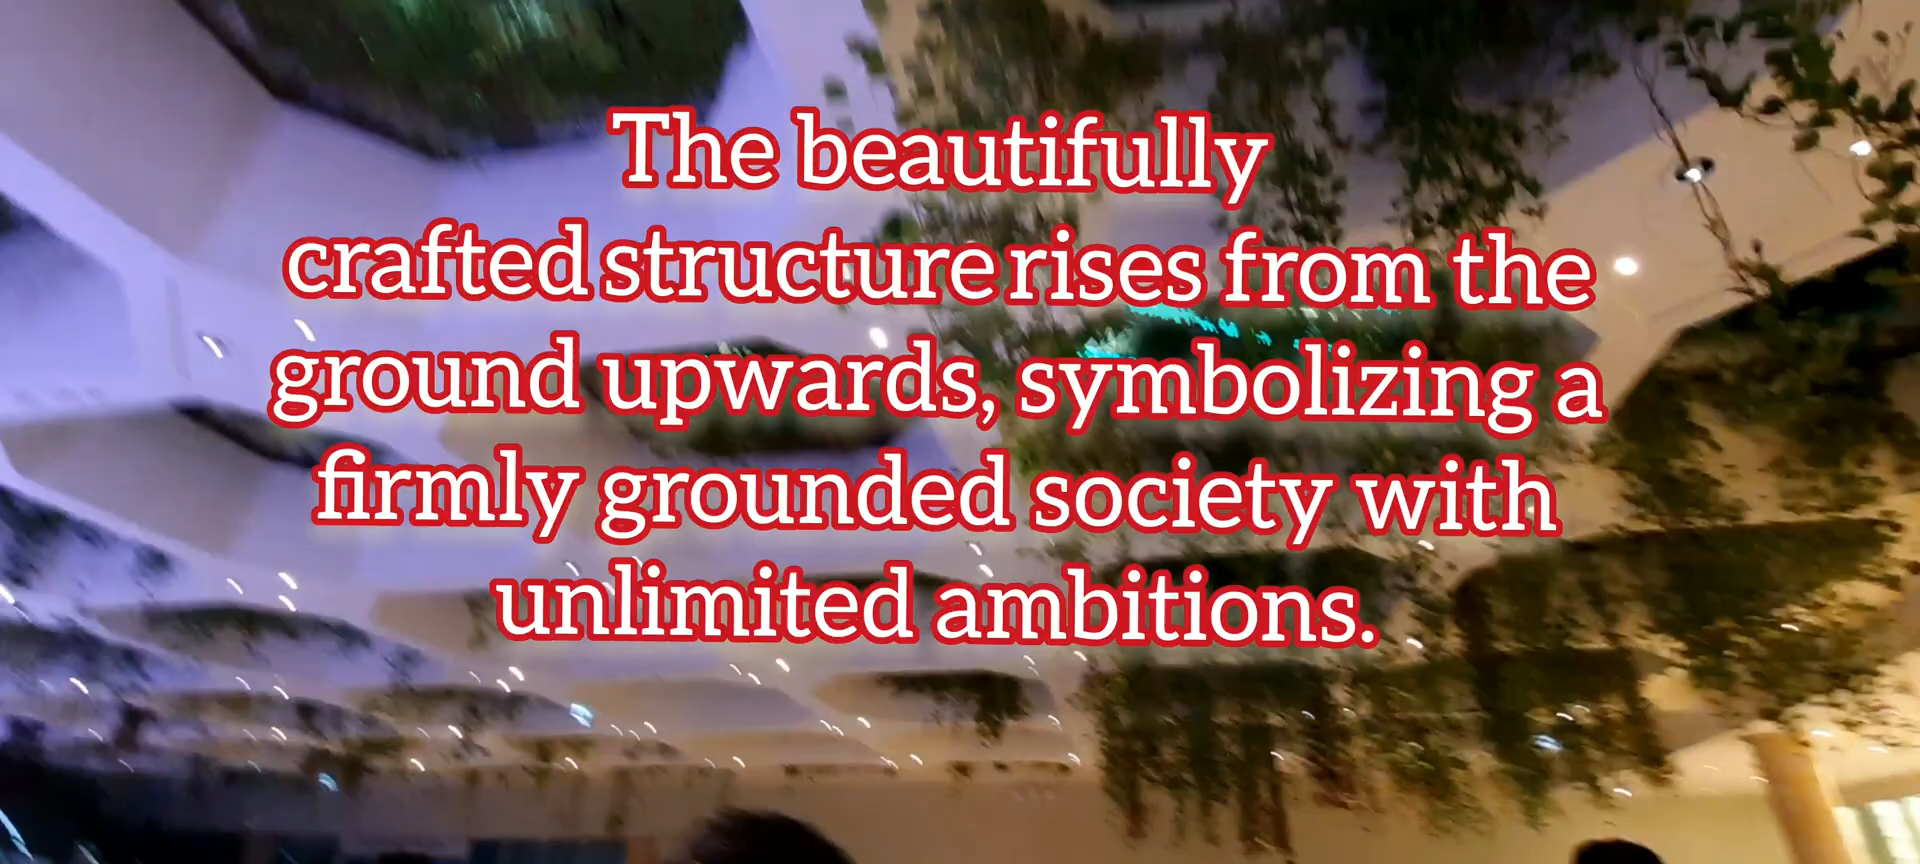 The beautifully
crafted structure rises from the
ground upwards, symbolizing a
firmly grounded society with
unlimited ambitions.